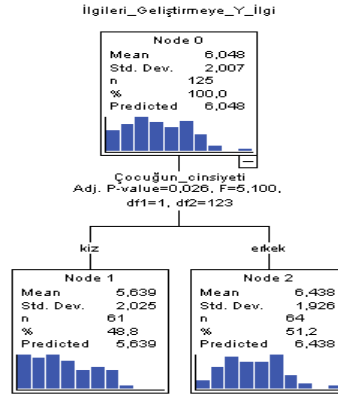 İlgileri_Geliştirmeye_Y_İlgi
Node 0
Mean 6,048
Std. Dev. 2,007
n 125
% 100,0
Predicted 6,048
Çocuğun_cinsiyeti
Adj. P-value=0,026, F=5,100,
df1=1, df2=123
kiz
erkek
Node 1
Mean 5,639
Std. Dev. 2,025
n 61
% 48,8
Predicted 5,639
Node 2
Mean 6,438
Std. Dev. 1,926
n 64
% 51,2
Predicted 6,438